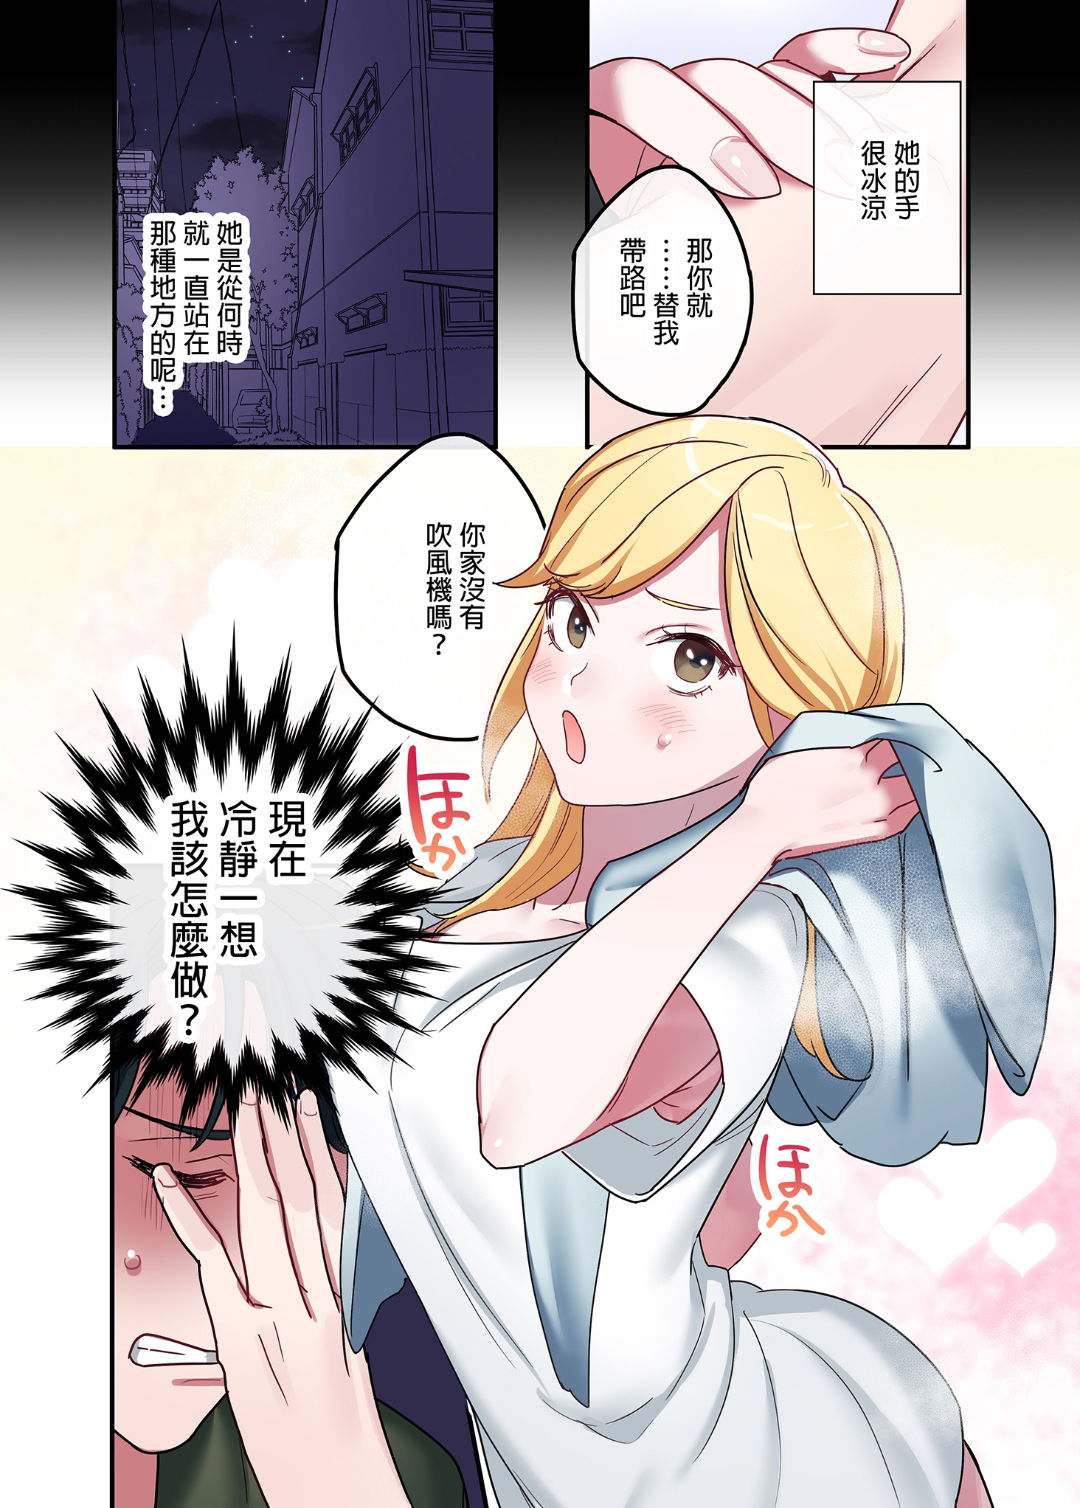 她的手
很冰涼
那你就
……替我
帶路吧
她是從何時
就一直站在
那種地方的呢…
你家沒有
吹風機嗎？
ほか
現在
冷靜一想
我該怎麼做？
ほか